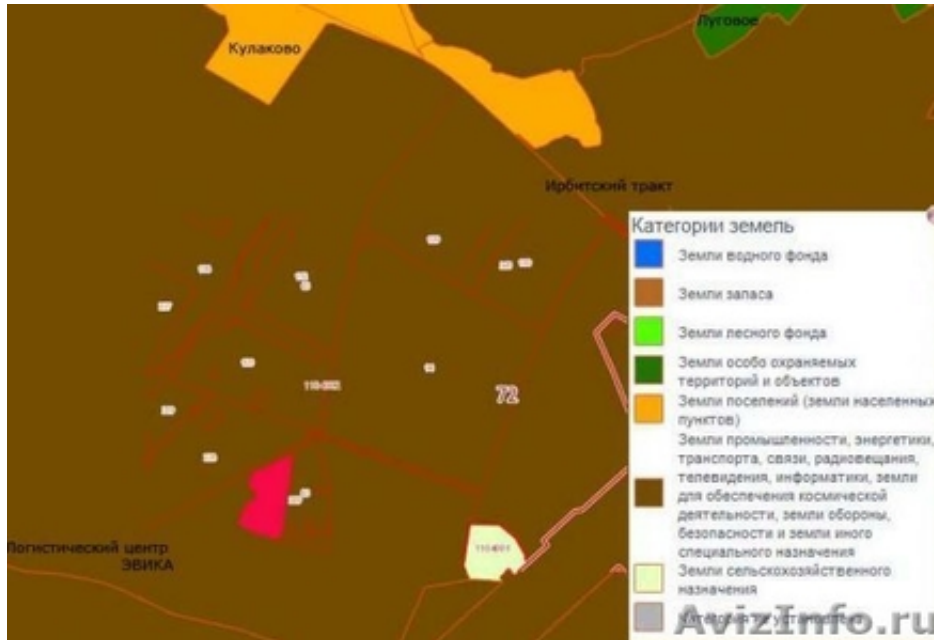 Луговое
Кулаково
Ирбитский тракт
Категории земель
Земли водного фонда
Земли запаса
Земли лесного фонда
Земли особо охраняемых
территорий и объектов
Земли поселений (земли населенных
пунктов)
Земли промышленности, энергетики,
транспорта, связи, радиовещания,
телевидения, информатики, земли
для обеспечения космической
деятельности, земли обороны,
безопасности и земли иного
специального назначения
Земли сельскохозяйственного
назначения
72
Логистический центр
ЭВИКА
AvizInfo.ru